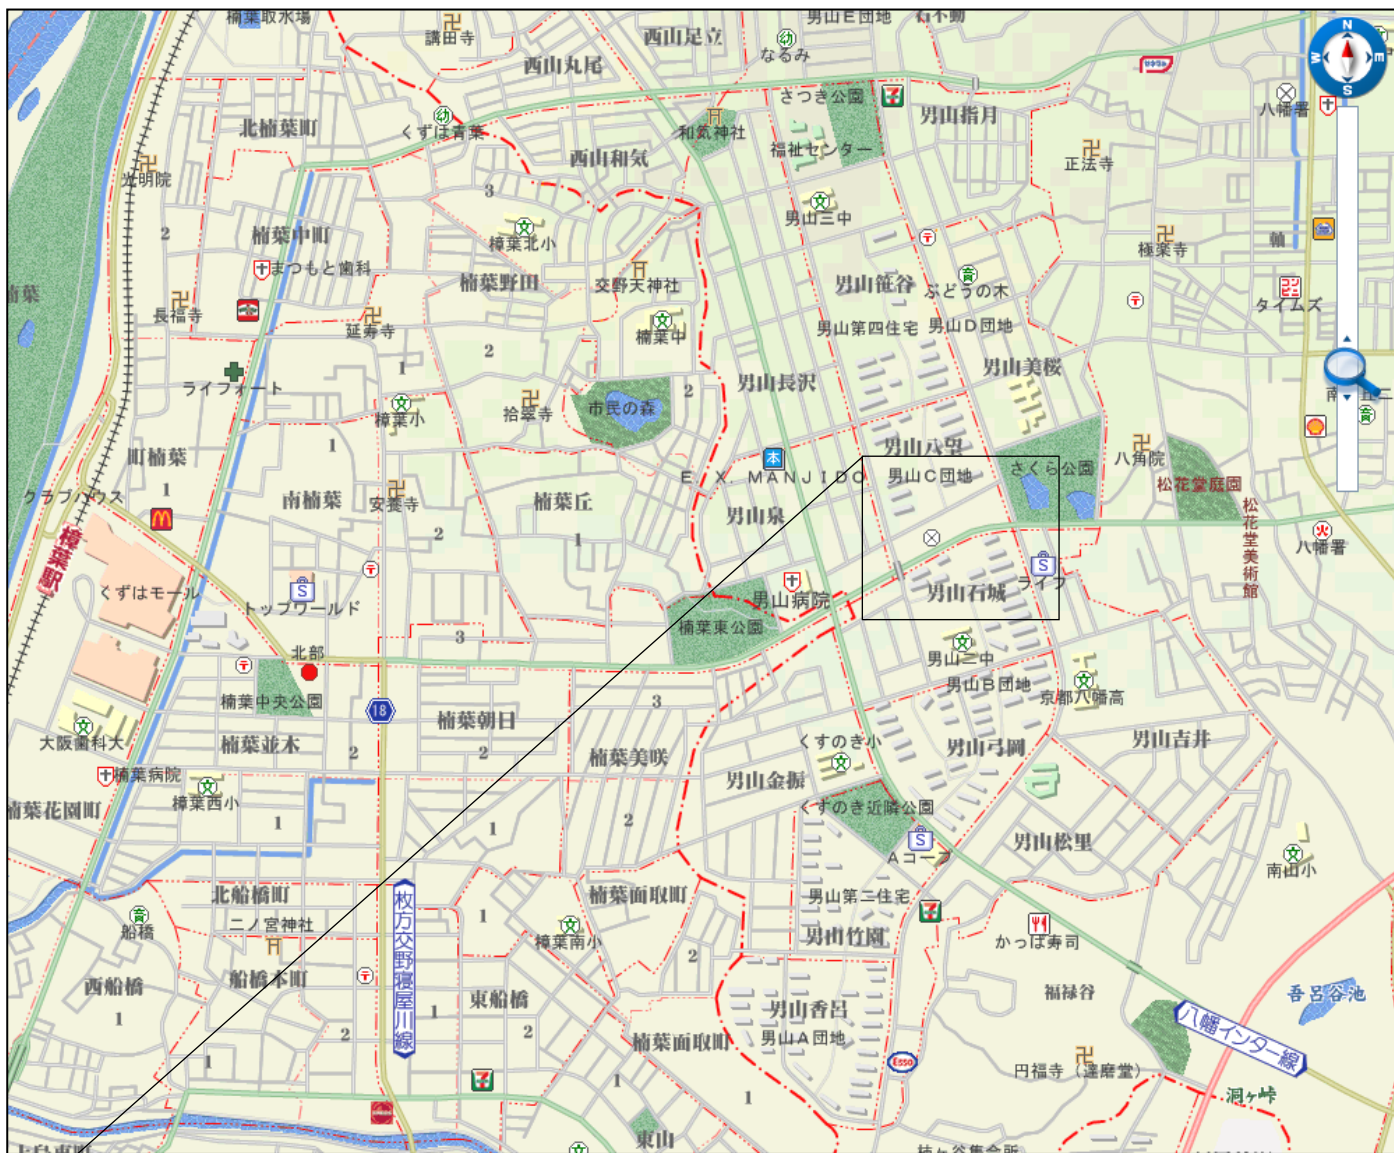 楠葉取水場
講田寺
西山足立
男山E団地
石不動
なるみ
西山丸尾
さつき公園
男山指月
八幡署
北楠葉町
くずは青葉
和気神社
福祉センター
西山和気
正法寺
光明院
3
男山三中
2
楠葉中町
樟葉北小
極楽寺
軸
まつもと歯科
楠葉野田
交野天神社
男山笹谷
ぶどうの木
コンビニ
タイムズ
楠葉
長福寺
延寿寺
楠葉中
男山第四住宅
男山D団地
1
2
男山美桜
ライフォート
男山長沢
2
樟葉小
拾翠寺
市民の森
1
男山八望
八角院
町楠葉
さくら公園
E.X.MANJIDO
男山C団地
松花堂庭園
クラブハウス
1
南楠葉
安養寺
楠葉丘
男山泉
松花堂美術館
2
1
八幡署
樟葉駅
くずはモール
トップワールド
男山病院
男山石城
ライフ
楠葉東公園
3
北部
男山二中
楠葉中央公園
男山B団地
京都八幡高
3
18
楠葉朝日
大阪歯科大
楠葉並木
2
2
楠葉美咲
くすのき小
男山弓岡
男山吉井
楠葉病院
男山金振
樟葉西小
楠葉花園町
くすのき近隣公園
1
1
2
男山松里
Aコープ
南山小
北船橋町
楠葉面取町
男山第二住宅
枚方交野寝屋川線
1
船橋
二ノ宮神社
樟葉南小
男山竹園
かっぱ寿司
2
西船橋
船橋本町
東船橋
福禄谷
吾呂谷池
1
1
男山香呂
八幡インター線
2
2
楠葉面取町
男山A団地
1
Esso
円福寺(達磨堂)
1
1
洞ヶ峠
東山
N
W
E
S